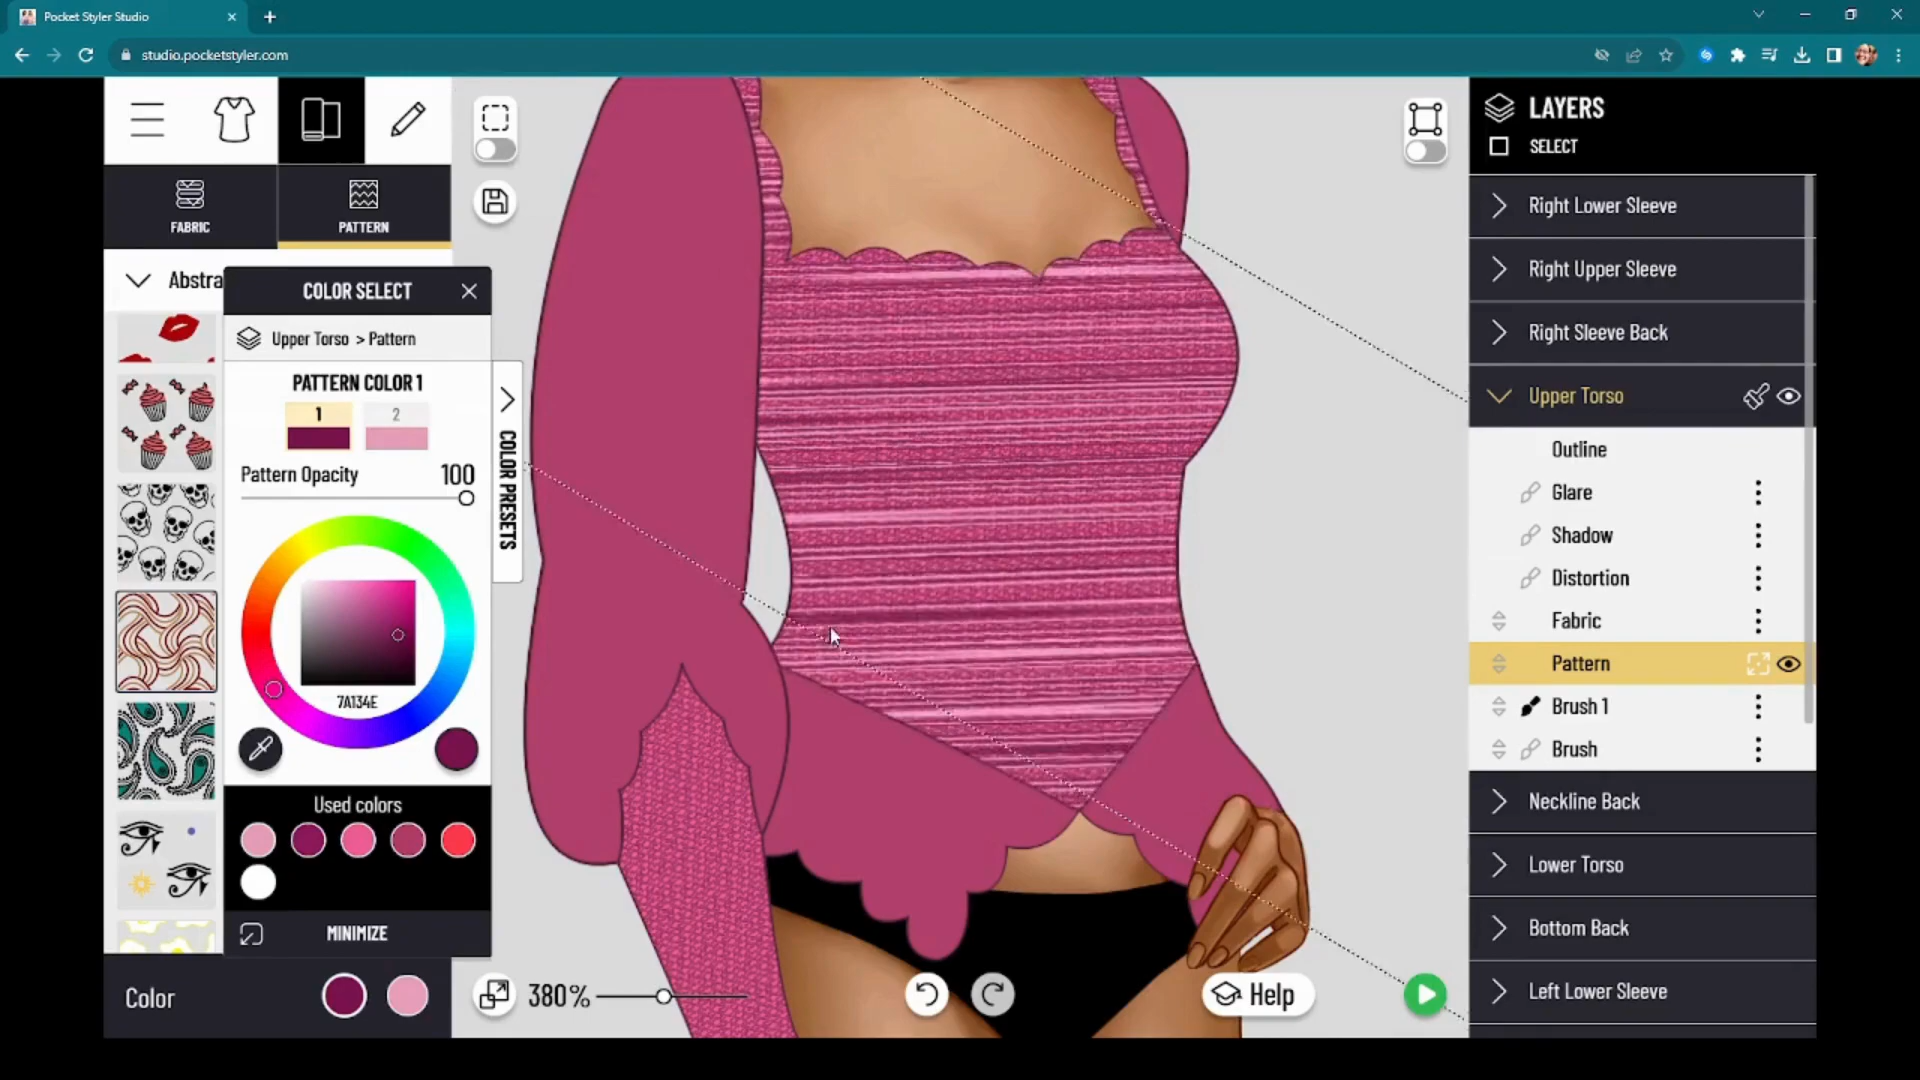 Pocket Styler Studio
studio.pocketstyler.com
FABRIC
PATTERN
Abstra
COLOR SELECT
Upper Torso > Pattern
PATTERN COLOR 1
1
2
Pattern Opacity
100
COLOR PRESETS
7A134E
Used colors
MINIMIZE
Color
380%
Help
LAYERS
SELECT
Right Lower Sleeve
Right Upper Sleeve
Right Sleeve Back
Upper Torso
Outline
Glare
Shadow
Distortion
Fabric
Pattern
Brush 1
Brush
Neckline Back
Lower Torso
Bottom Back
Left Lower Sleeve